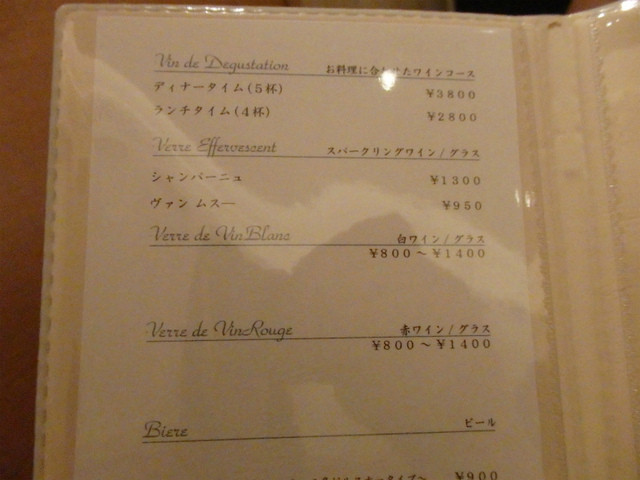 Vin de Degustation お料理に合わせたワインコース
ディナータイム(5杯) ¥3800
ランチタイム(4杯) ¥2800
Verre Effervescent スパークリングワイン/グラス
シャンパーニュ ¥1300
ヴァン ムスー ¥950
Verre de Vin Blanc 白ワイン/グラス
¥800～¥1400
Verre de Vin Rouge 赤ワイン/グラス
¥800～¥1400
Biere ビール
¥900